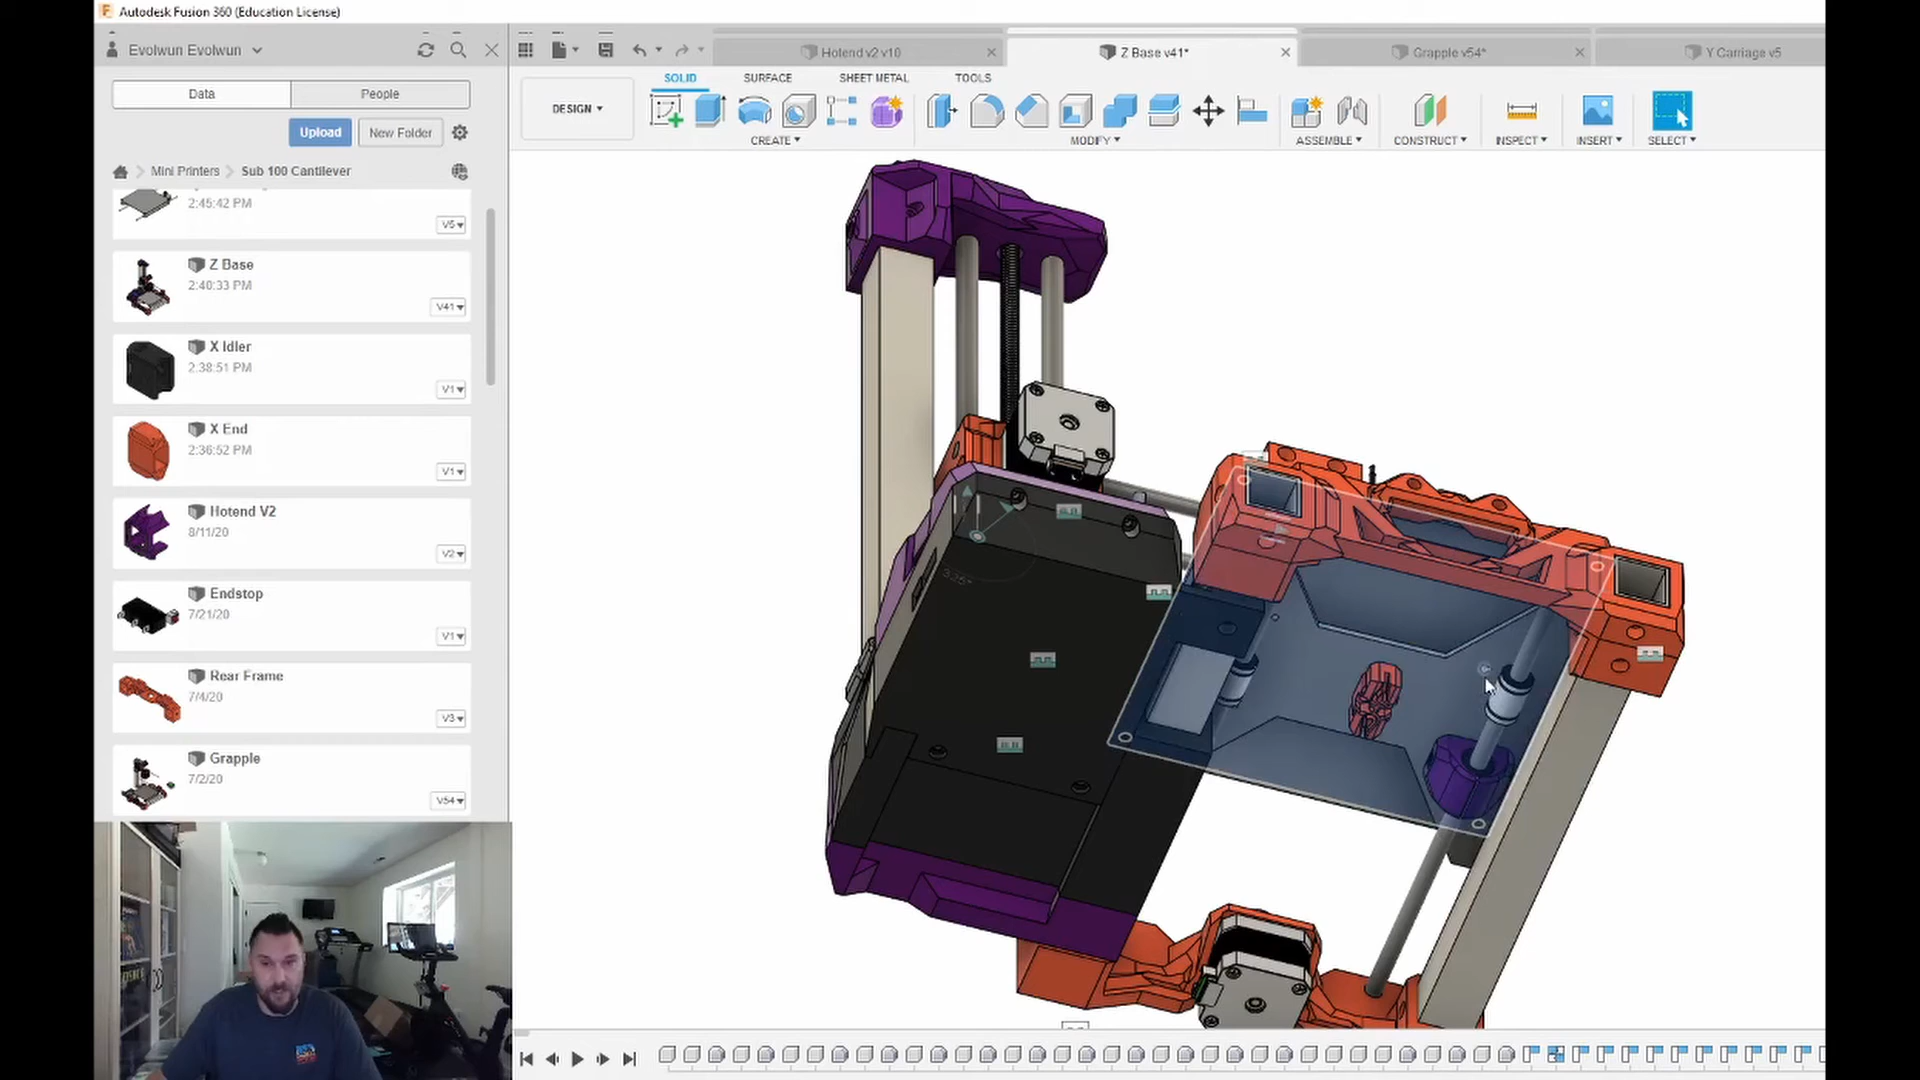 Autodesk Fusion 360 (Education License)
Evolwun Evolwun
Data
People
Upload
New Folder
Mini Printers
Sub 100 Cantilever
2:45:42 PM
V5
Z Base
2:40:33 PM
V41
X Idler
2:38:51 PM
V1
X End
2:36:52 PM
V1
Hotend V2
8/11/20
V2
Endstop
7/21/20
V1
Rear Frame
7/4/20
V3
Grapple
7/2/20
V54
Hotend v2 v10
Z Base v41*
Grapple v54*
Y Carriage v5
DESIGN
SOLID
SURFACE
SHEET METAL
TOOLS
CREATE
MODIFY
ASSEMBLE
CONSTRUCT
INSPECT
INSERT
SELECT